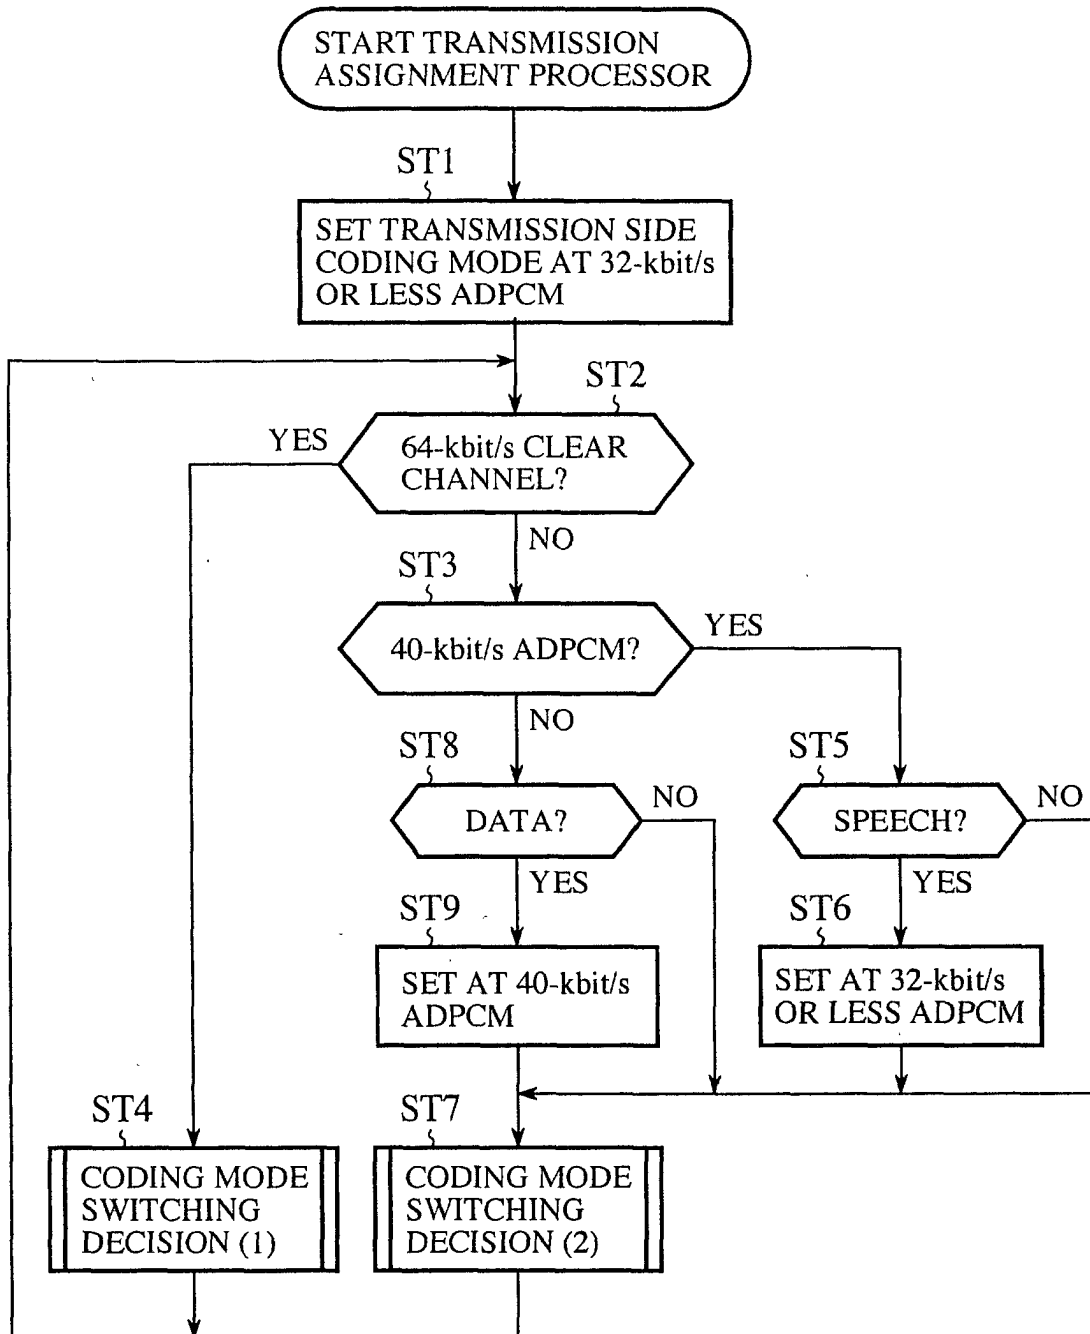 START TRANSMISSION
ASSIGNMENT PROCESSOR
ST1
SET TRANSMISSION SIDE
CODING MODE AT 32-kbit/s
OR LESS ADPCM
ST2
YES
64-kbit/s CLEAR
CHANNEL?
NO
ST3
40-kbit/s ADPCM?
YES
NO
ST8
DATA?
NO
YES
ST5
SPEECH?
NO
YES
ST9
SET AT 40-kbit/s
ADPCM
ST6
SET AT 32-kbit/s
OR LESS ADPCM
ST4
CODING MODE
SWITCHING
DECISION (1)
ST7
CODING MODE
SWITCHING
DECISION (2)